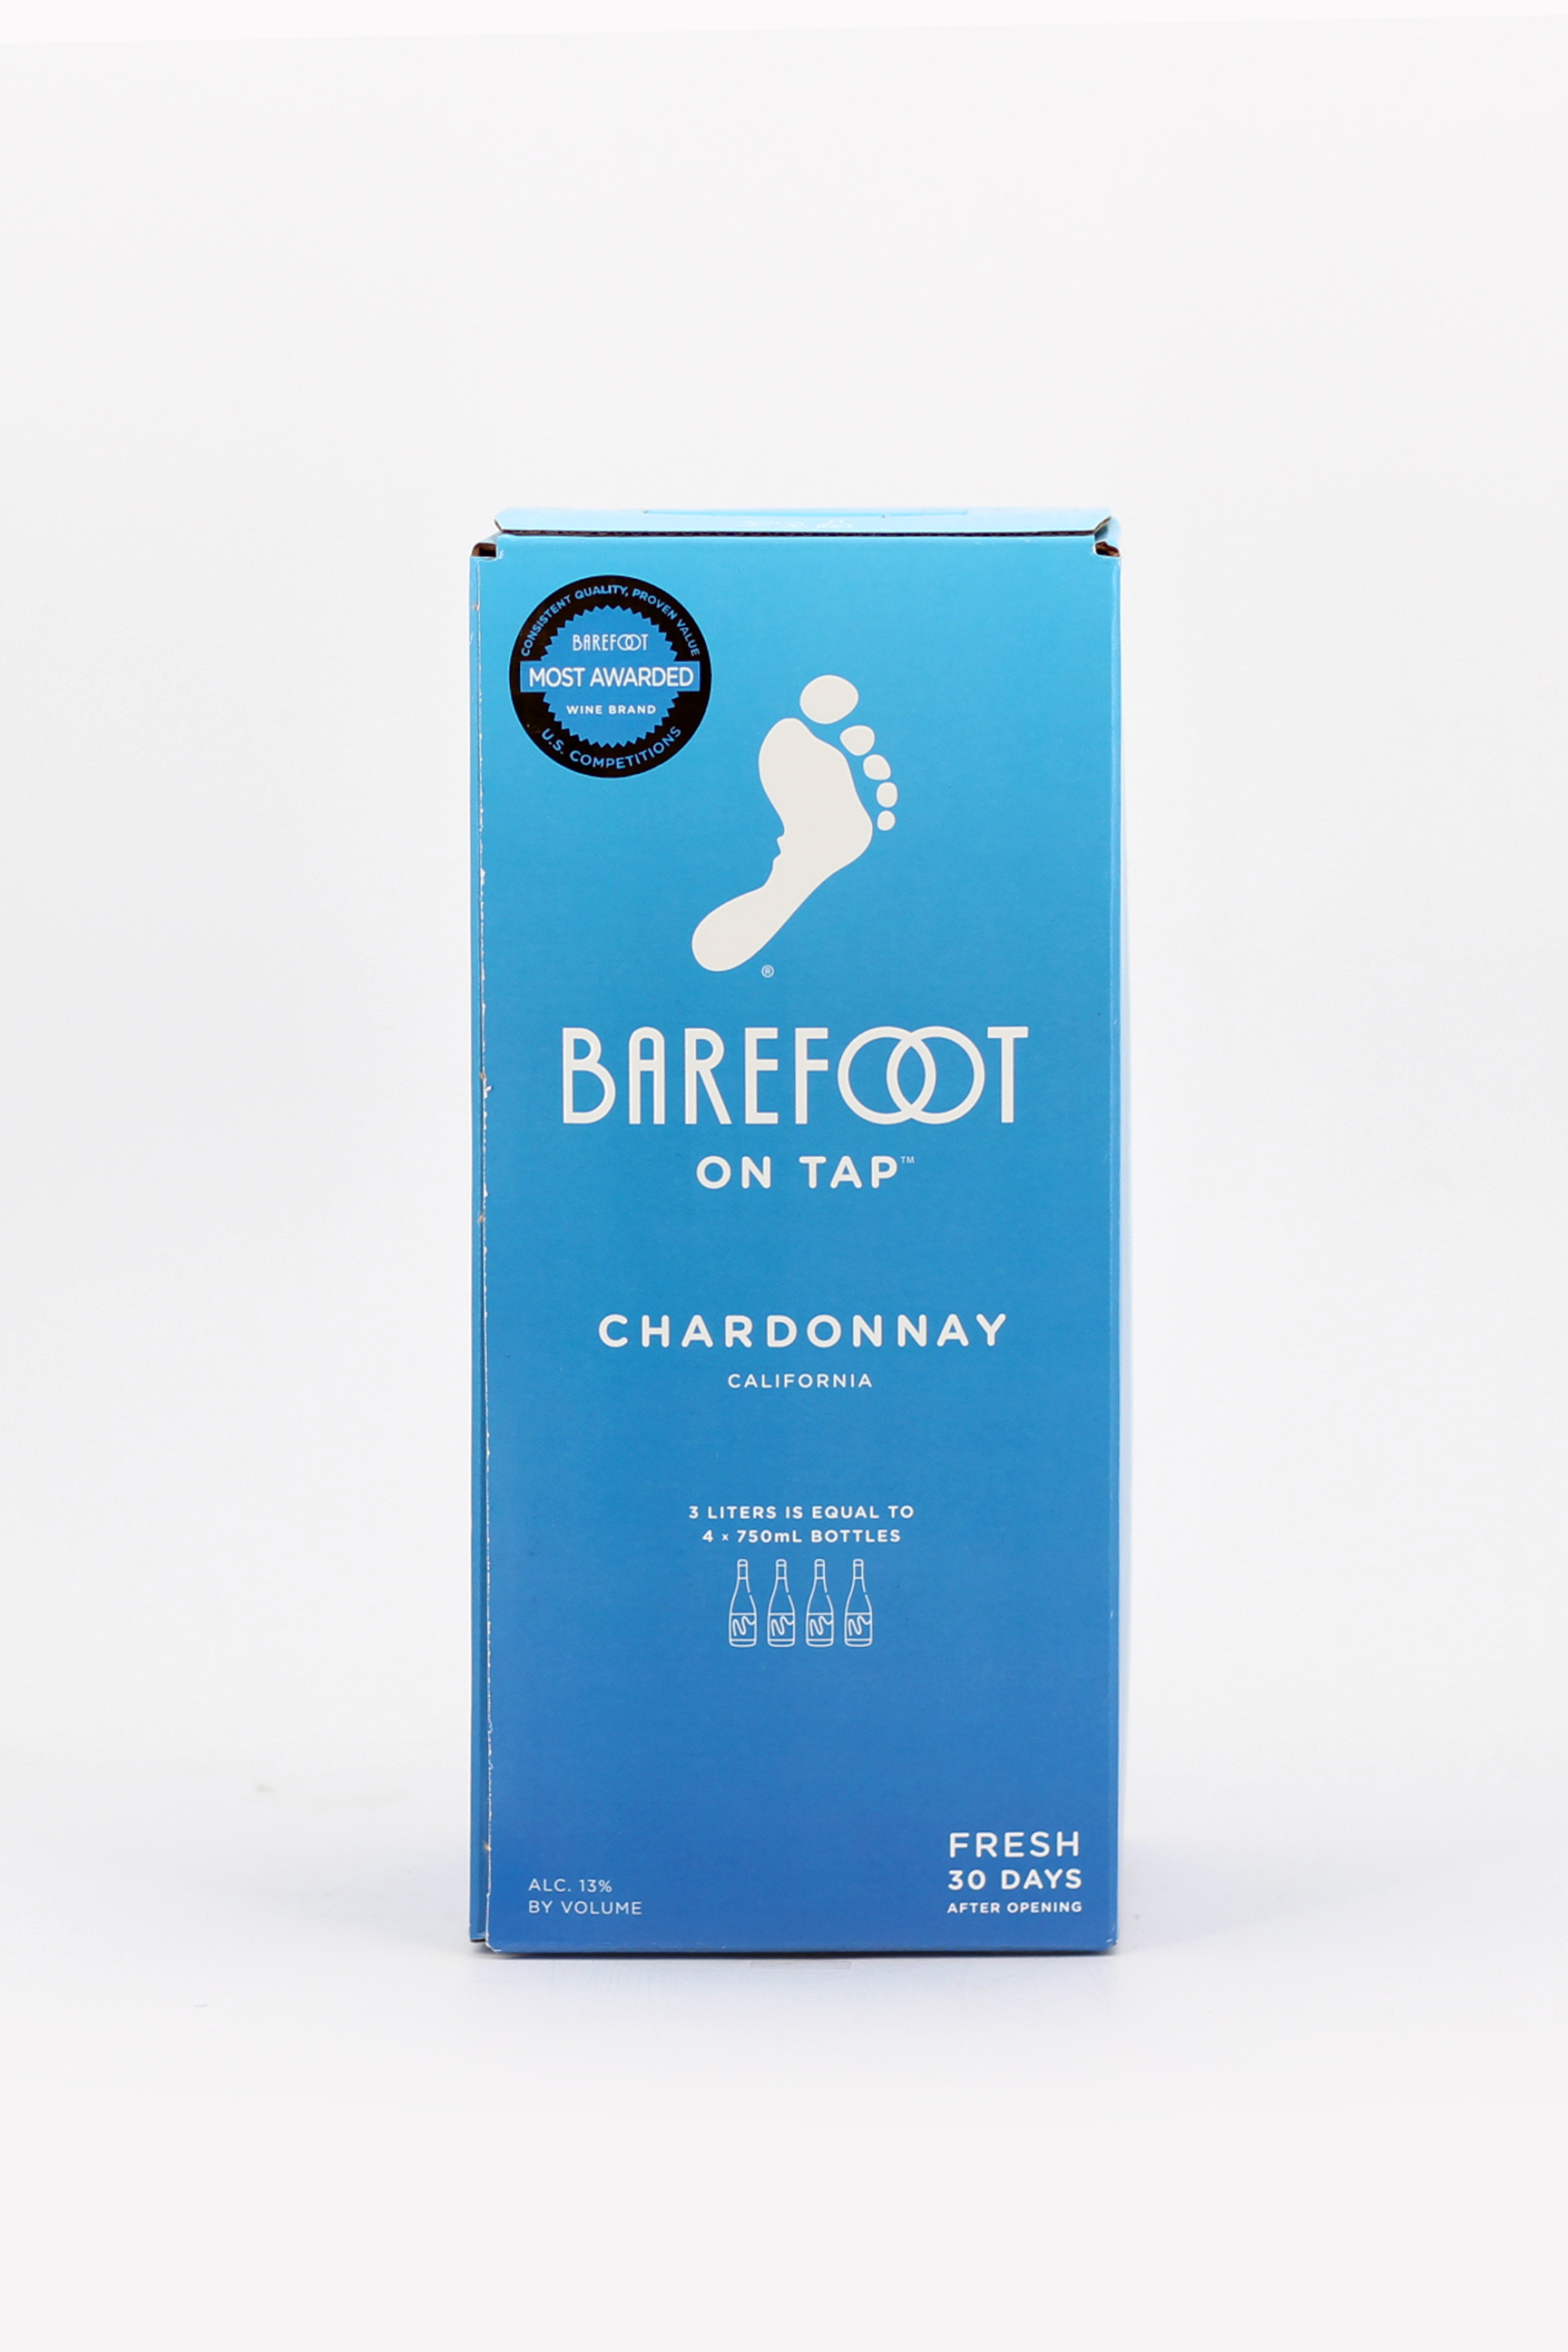 CONSISTENT QUALITY, PROVEN VALUE
BAREFOOT
MOST AWARDED
WINE BRAND
U.S. COMPETITIONS
®
BAREFOOT
ON TAP™
CHARDONNAY
CALIFORNIA
3 LITERS IS EQUAL TO
4 x 750mL BOTTLES
FRESH
30 DAYS
AFTER OPENING
ALC. 13%
BY VOLUME